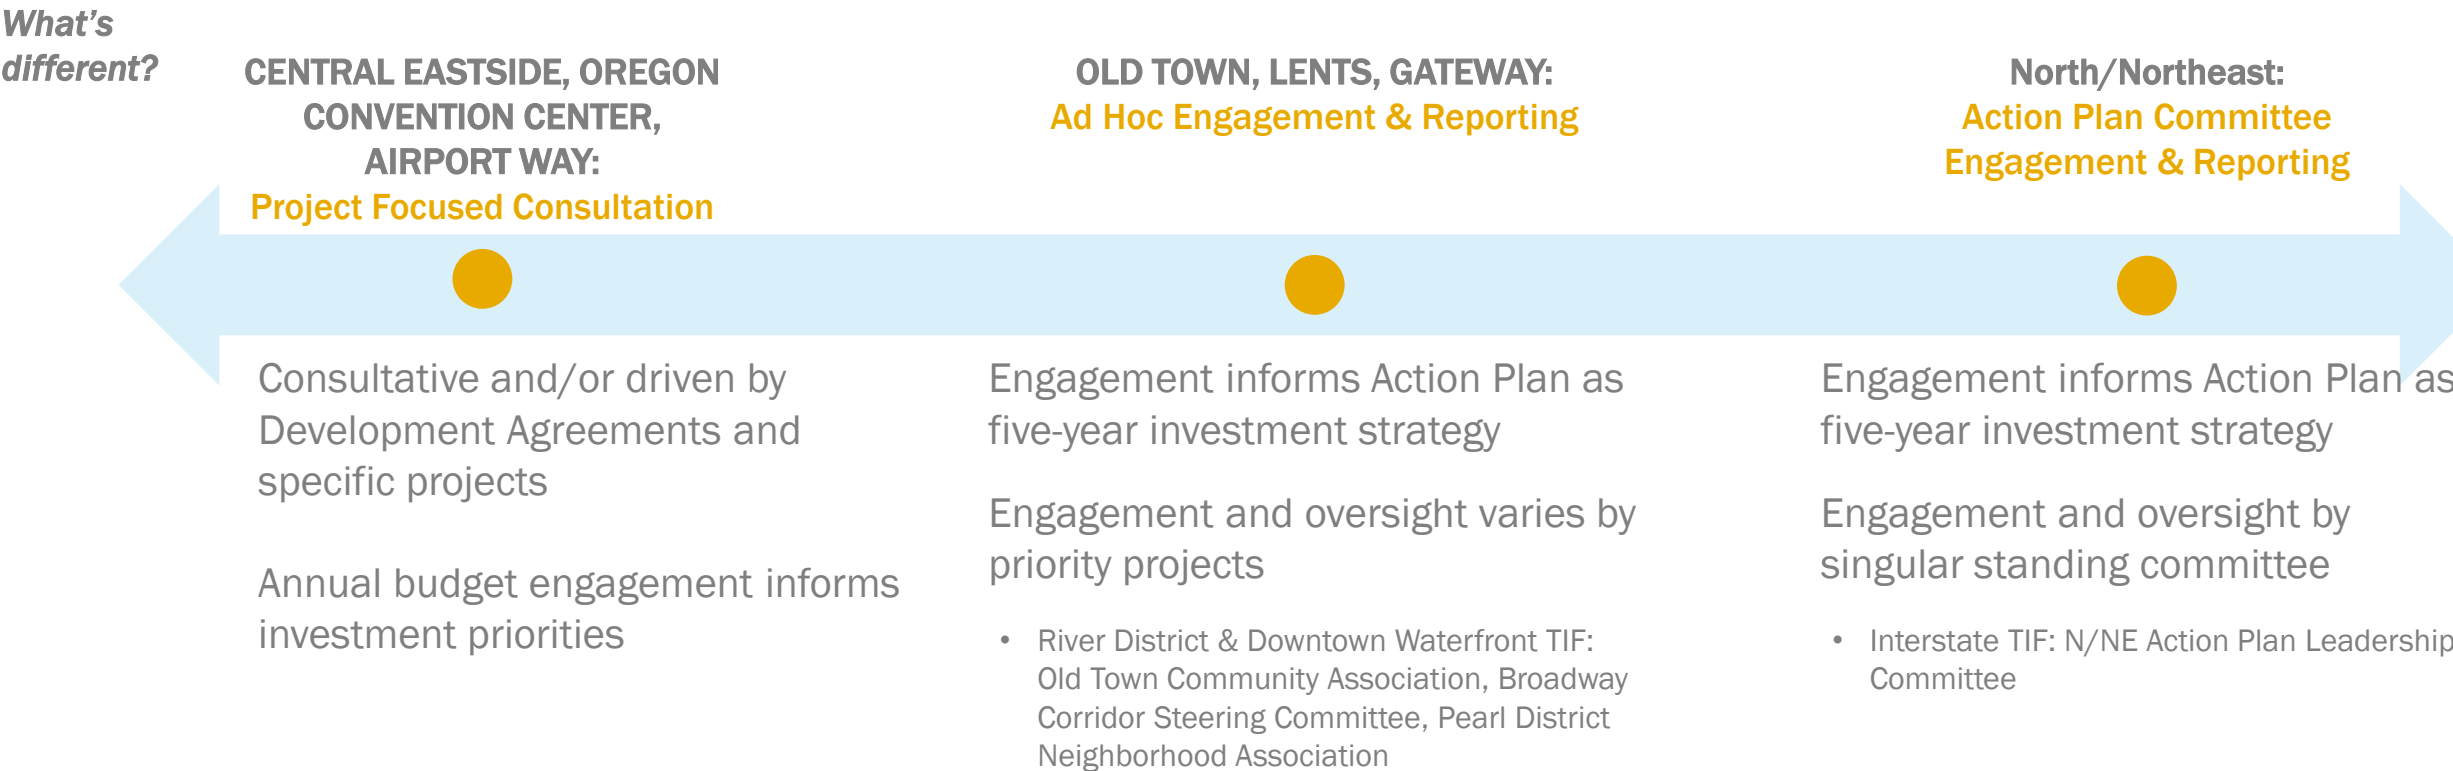 What's
different?
CENTRAL EASTSIDE, OREGON
CONVENTION CENTER,
AIRPORT WAY:
Project Focused Consultation
Consultative and/or driven by
Development Agreements and
specific projects
Annual budget engagement informs
investment priorities
OLD TOWN, LENTS, GATEWAY:
Ad Hoc Engagement & Reporting
Engagement informs Action Plan as
five-year investment strategy
Engagement and oversight varies by
priority projects
• River District & Downtown Waterfront TIF:
Old Town Community Association, Broadway
Corridor Steering Committee, Pearl District
Neighborhood Association
North/Northeast:
Action Plan Committee
Engagement & Reporting
Engagement informs Action Plan as
five-year investment strategy
Engagement and oversight by
singular standing committee
• Interstate TIF: N/NE Action Plan Leadership
Committee